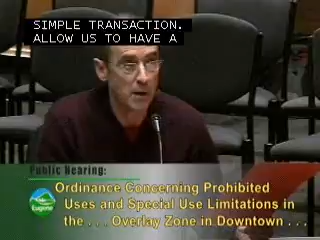 SIMPLE TRANSACTION.
ALLOW US TO HAVE A
Public Hearing:
Ordinance Concerning Prohibited
Uses and Special Use Limitations in
the . . . Overlay Zone in Downtown . . .
Eugene